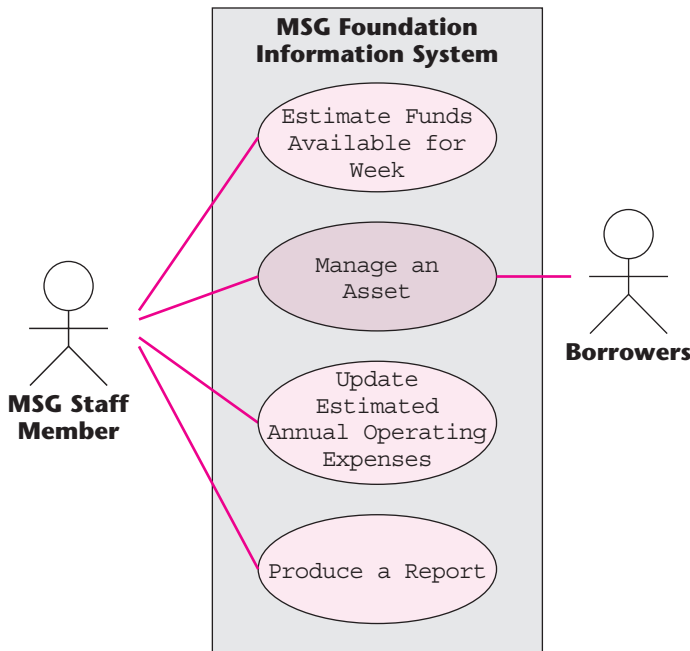 MSG Foundation
Information System
Estimate Funds
Available for
Week
Manage an
Asset
Borrowers
Update
Estimated
Annual Operating
Expenses
MSG Staff
Member
Produce a Report